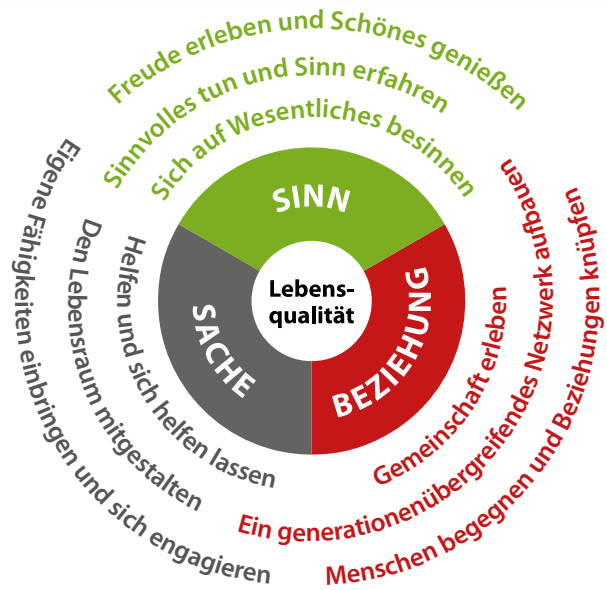 Freude erleben und Schönes genießen
Sinnvolles tun und Sinn erfahren
Sich auf Wesentliches besinnen
SINN
Lebens-
qualität
SACHE
BEZIEHUNG
Helfen und sich helfen lassen
Den Lebensraum mitgestalten
Eigene Fähigkeiten einbringen und sich engagieren
Gemeinschaft erleben
Ein generationenübergreifendes Netzwerk aufbauen
Menschen begegnen und Beziehungen knüpfen